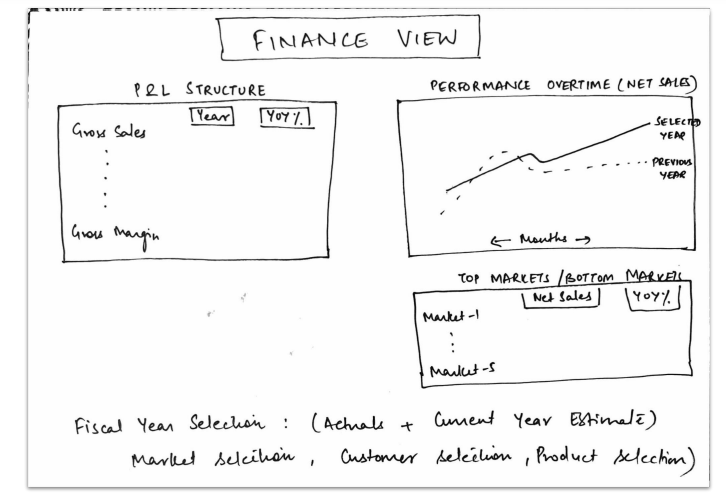 FINANCE VIEW
P&L STRUCTURE
Year YOY%
Gross Sales
Gross Margin
PERFORMANCE OVERTIME (NET SALES)
SELECTED
YEAR
PREVIOUS
YEAR
← Months →
TOP MARKETS / BOTTOM MARKETS
Net Sales YOY%
Market-1
Market-5
Fiscal Year Selection : (Actuals + Current Year Estimate)
Market selection , Customer selection , Product selection)